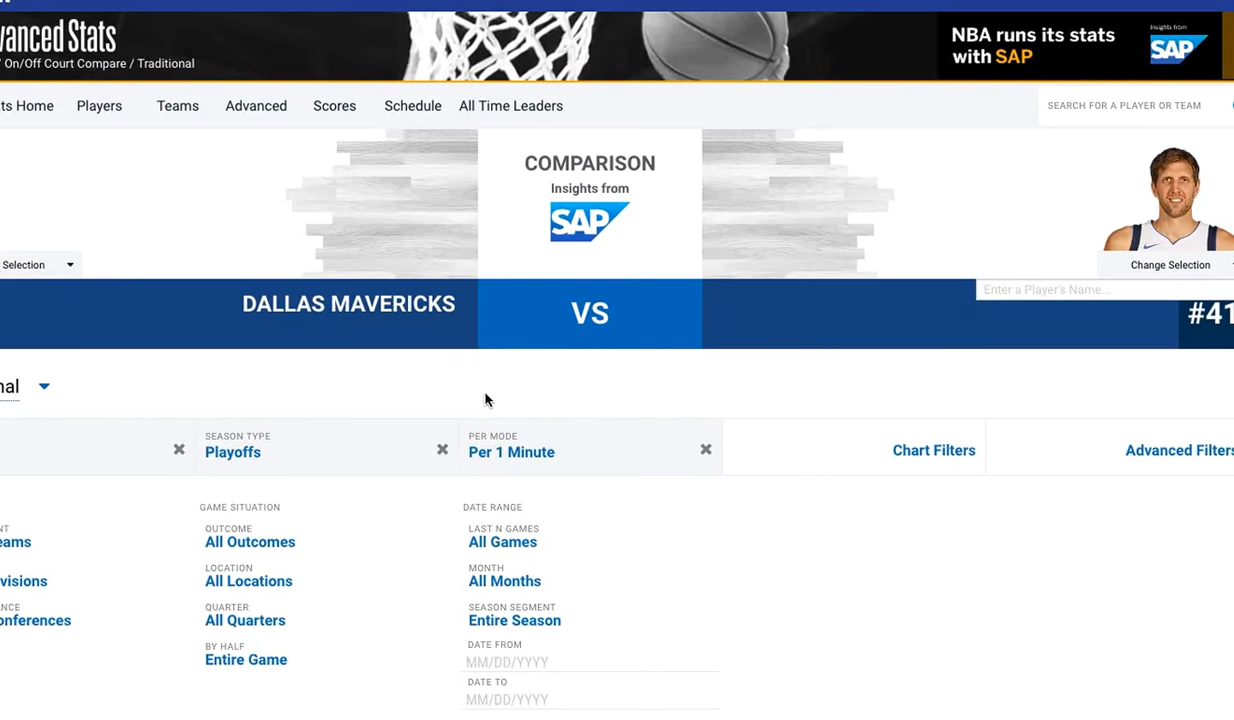 vanced Stats
/ On/Off Court Compare / Traditional
NBA runs its stats
with SAP
Insights from
SAP
ts Home Players Teams Advanced Scores Schedule All Time Leaders
SEARCH FOR A PLAYER OR TEAM
COMPARISON
Insights from
SAP
Selection
Change Selection
Enter a Player's Name...
DALLAS MAVERICKS
VS
#41
nal
SEASON TYPE
Playoffs
PER MODE
Per 1 Minute
Chart Filters
Advanced Filters
NT
eams
visions
NCE
onferences
GAME SITUATION
OUTCOME
All Outcomes
LOCATION
All Locations
QUARTER
All Quarters
BY HALF
Entire Game
DATE RANGE
LAST N GAMES
All Games
MONTH
All Months
SEASON SEGMENT
Entire Season
DATE FROM
MM/DD/YYYY
DATE TO
MM/DD/YYYY